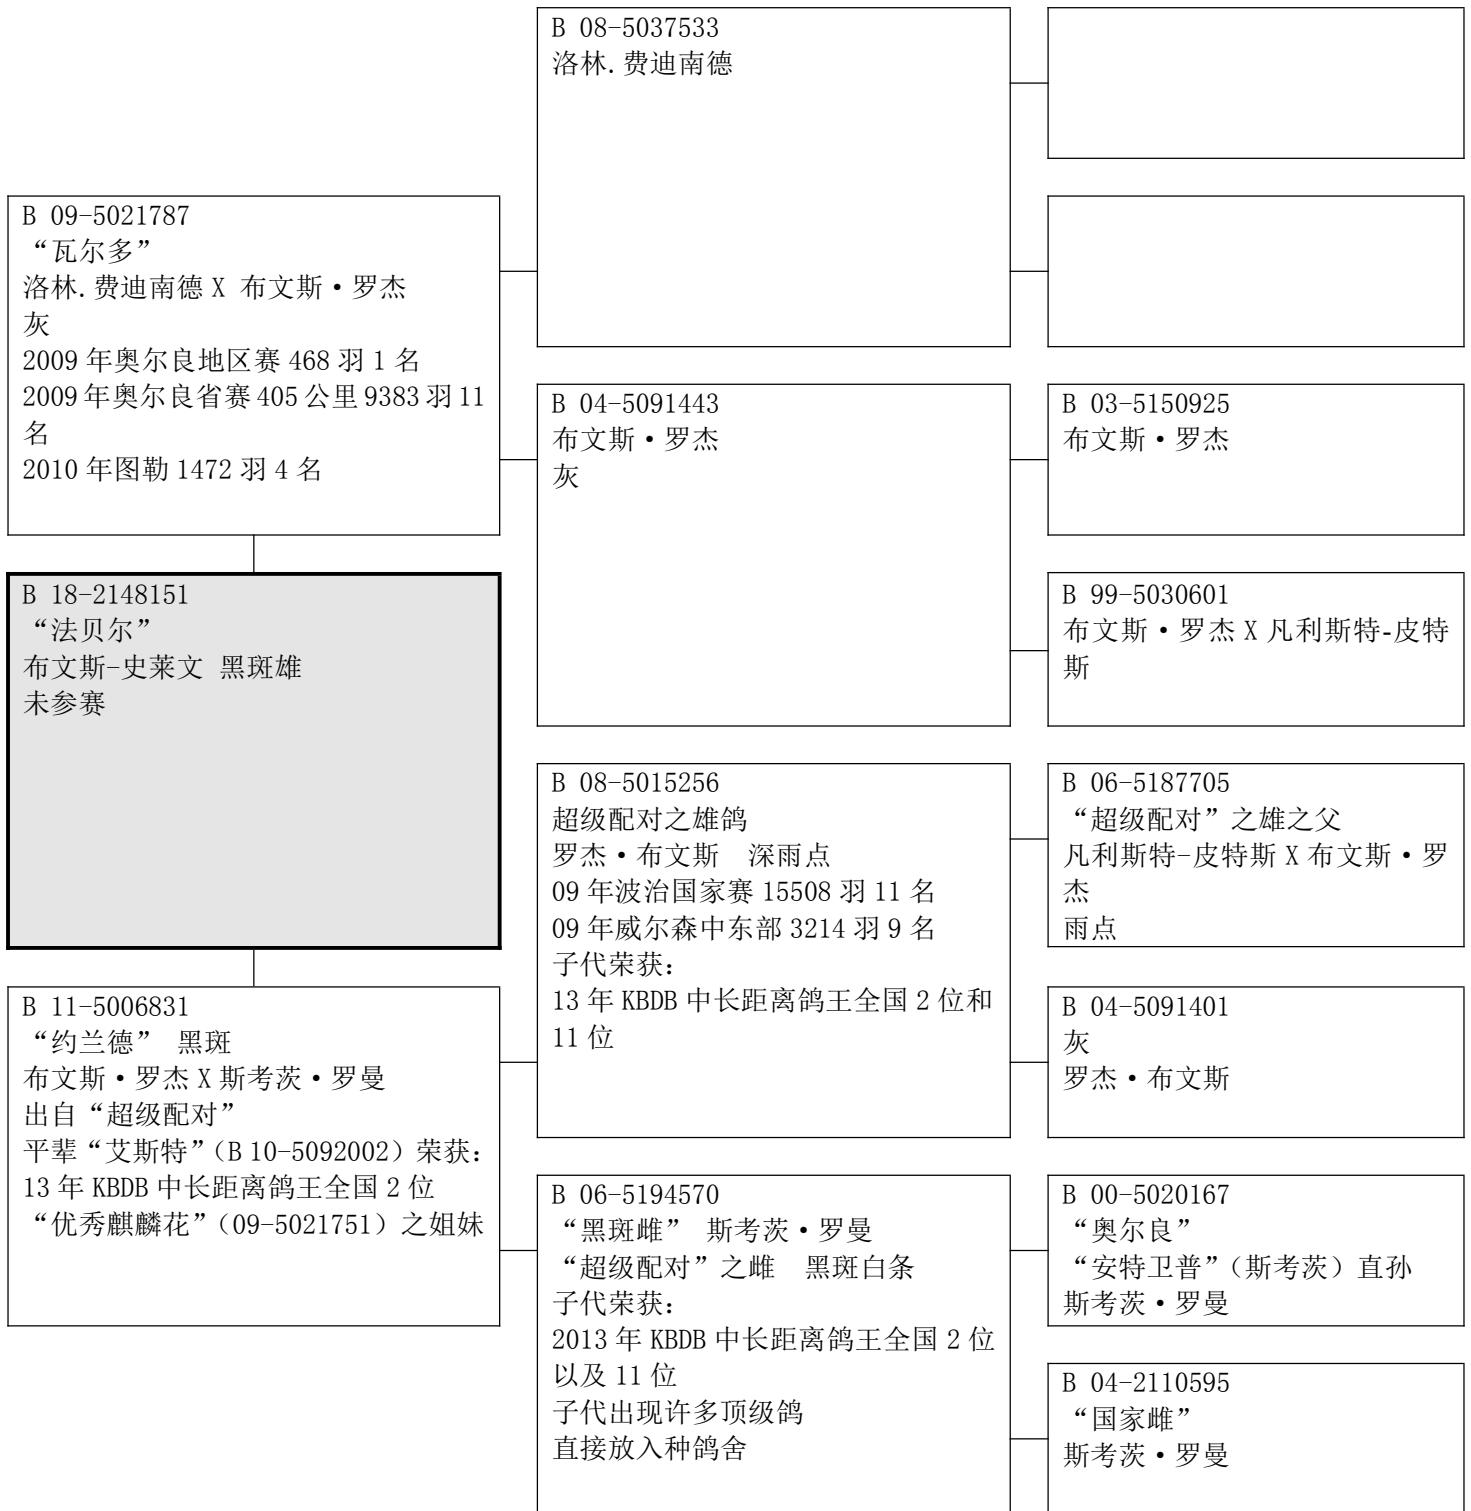 B 08-5037533
洛林.费迪南德
B 09-5021787
“瓦尔多”
洛林.费迪南德 X 布文斯·罗杰
灰
2009 年奥尔良地区赛 468 羽 1 名
2009 年奥尔良省赛 405 公里 9383 羽 11
名
2010 年图勒 1472 羽 4 名
B 04-5091443
布文斯·罗杰
灰
B 03-5150925
布文斯·罗杰
B 18-2148151
“法贝尔”
布文斯-史莱文 黑斑雄
未参赛
B 99-5030601
布文斯·罗杰 X 凡利斯特-皮特
斯
B 08-5015256
超级配对之雄鸽
罗杰·布文斯 深雨点
09 年波治国家赛 15508 羽 11 名
09 年威尔森中东部 3214 羽 9 名
子代荣获：
13 年 KBDB 中长距离鸽王全国 2 位和
11 位
B 06-5187705
“超级配对”之雄之父
凡利斯特-皮特斯 X 布文斯·罗
杰
雨点
B 11-5006831
“约兰德” 黑斑
布文斯·罗杰 X 斯考茨·罗曼
出自“超级配对”
平辈“艾斯特”（B 10-5092002）荣获：
13 年 KBDB 中长距离鸽王全国 2 位
“优秀麒麟花”（09-5021751）之姐妹
B 04-5091401
灰
罗杰·布文斯
B 06-5194570
“黑斑雌” 斯考茨·罗曼
“超级配对”之雌 黑斑白条
子代荣获：
2013 年 KBDB 中长距离鸽王全国 2 位
以及 11 位
子代出现许多顶级鸽
直接放入种鸽舍
B 00-5020167
“奥尔良”
“安特卫普”（斯考茨）直孙
斯考茨·罗曼
B 04-2110595
“国家雌”
斯考茨·罗曼